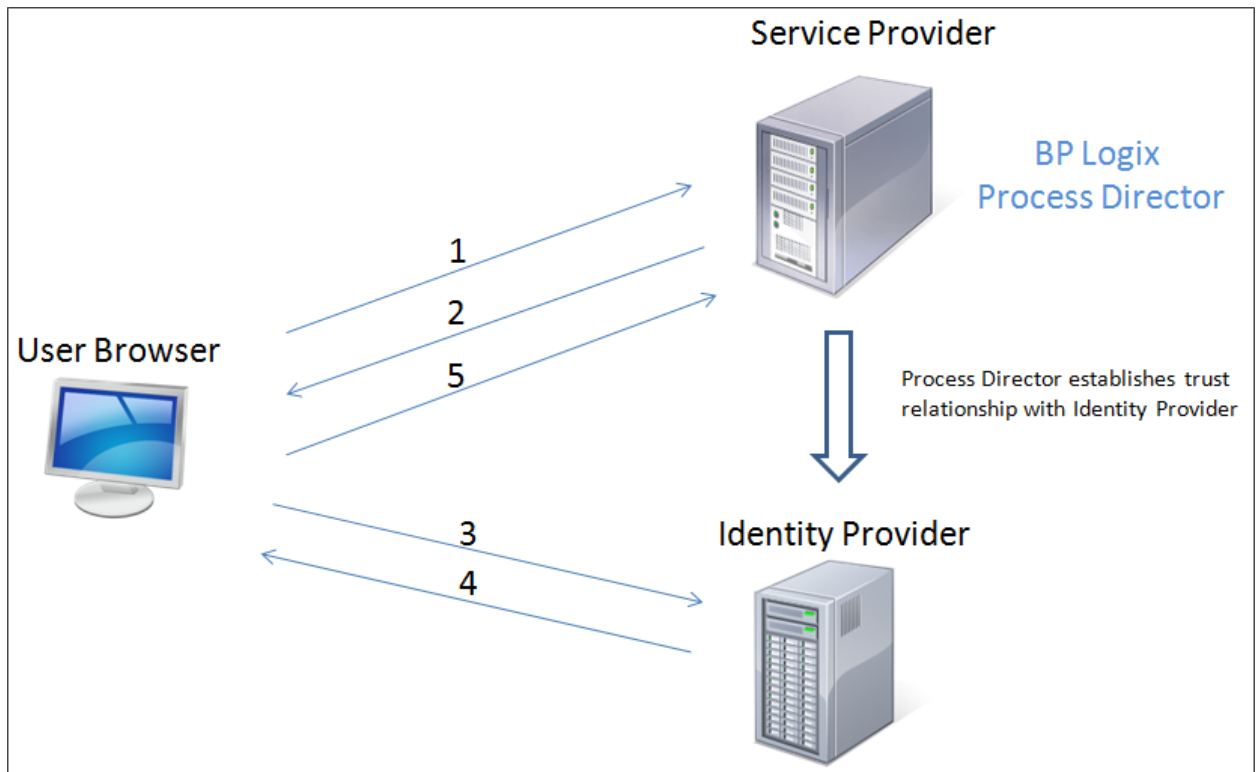 Service Provider
BP Logix
Process Director
1
2
5
User Browser
Process Director establishes trust
relationship with Identity Provider
3
4
Identity Provider